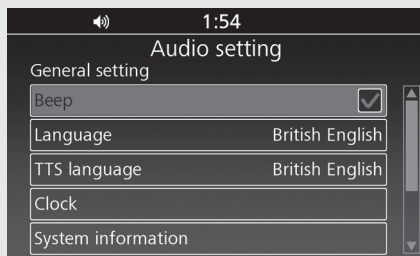 1:54
Audio setting
General setting
Beep
Language British English
TTS language British English
Clock
System information